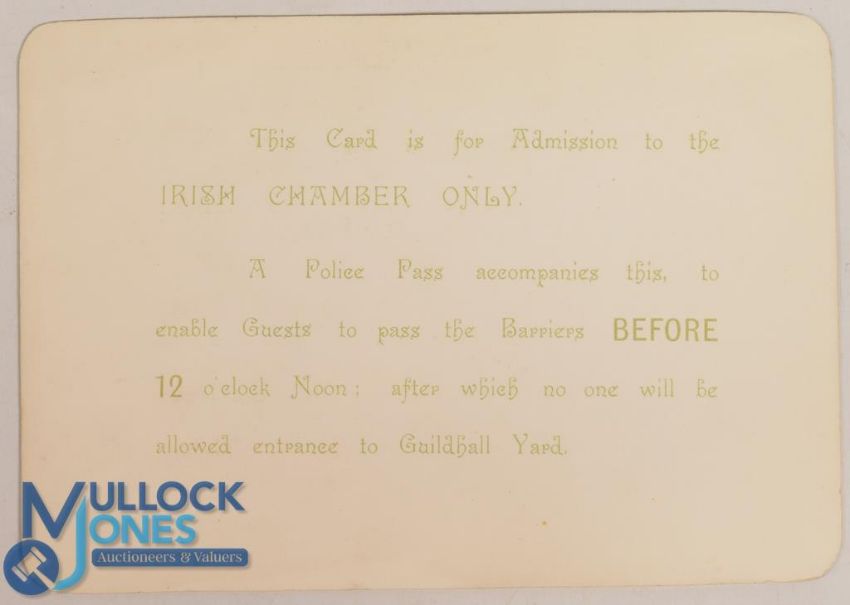 This Card is for Admission to the
IRISH CHAMBER ONLY.
A Police Pass accompanies this, to
enable Guests to pass the Barriers BEFORE
12 o'clock Noon; after which no one will be
allowed entrance to Guildhall Yard.
MULLOCK
JONES
Auctioneers & Valuers